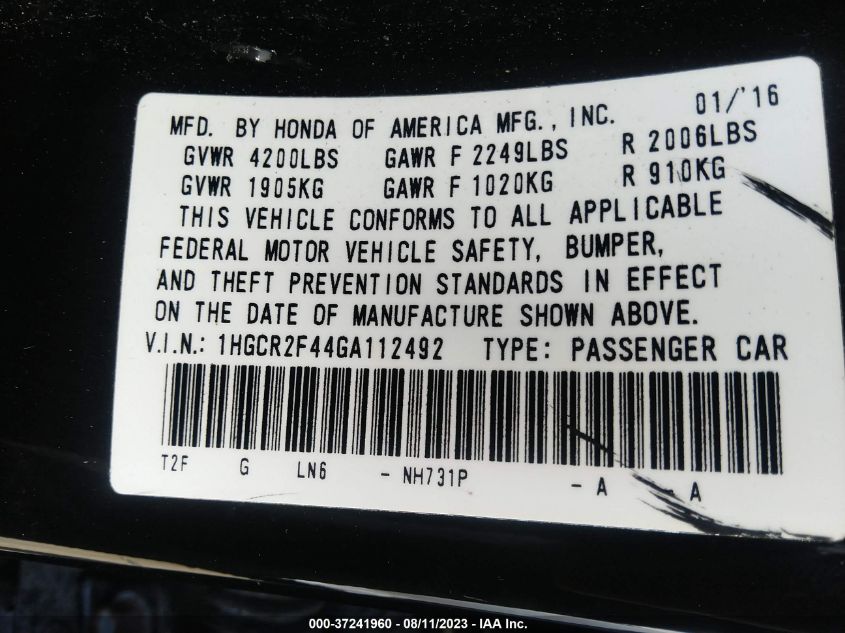 MFD. BY HONDA OF AMERICA MFG., INC. 01/'16
GVWR 4200LBS GAWR F 2249LBS R 2006LBS
GVWR 1905KG GAWR F 1020KG R 910KG
THIS VEHICLE CONFORMS TO ALL APPLICABLE
FEDERAL MOTOR VEHICLE SAFETY, BUMPER,
AND THEFT PREVENTION STANDARDS IN EFFECT
ON THE DATE OF MANUFACTURE SHOWN ABOVE.
V.I.N.: 1HGCR2F44GA112492 TYPE: PASSENGER CAR
T2F G LN6 - NH731P - A A
000-37241960 - 08/11/2023 - IAA Inc.